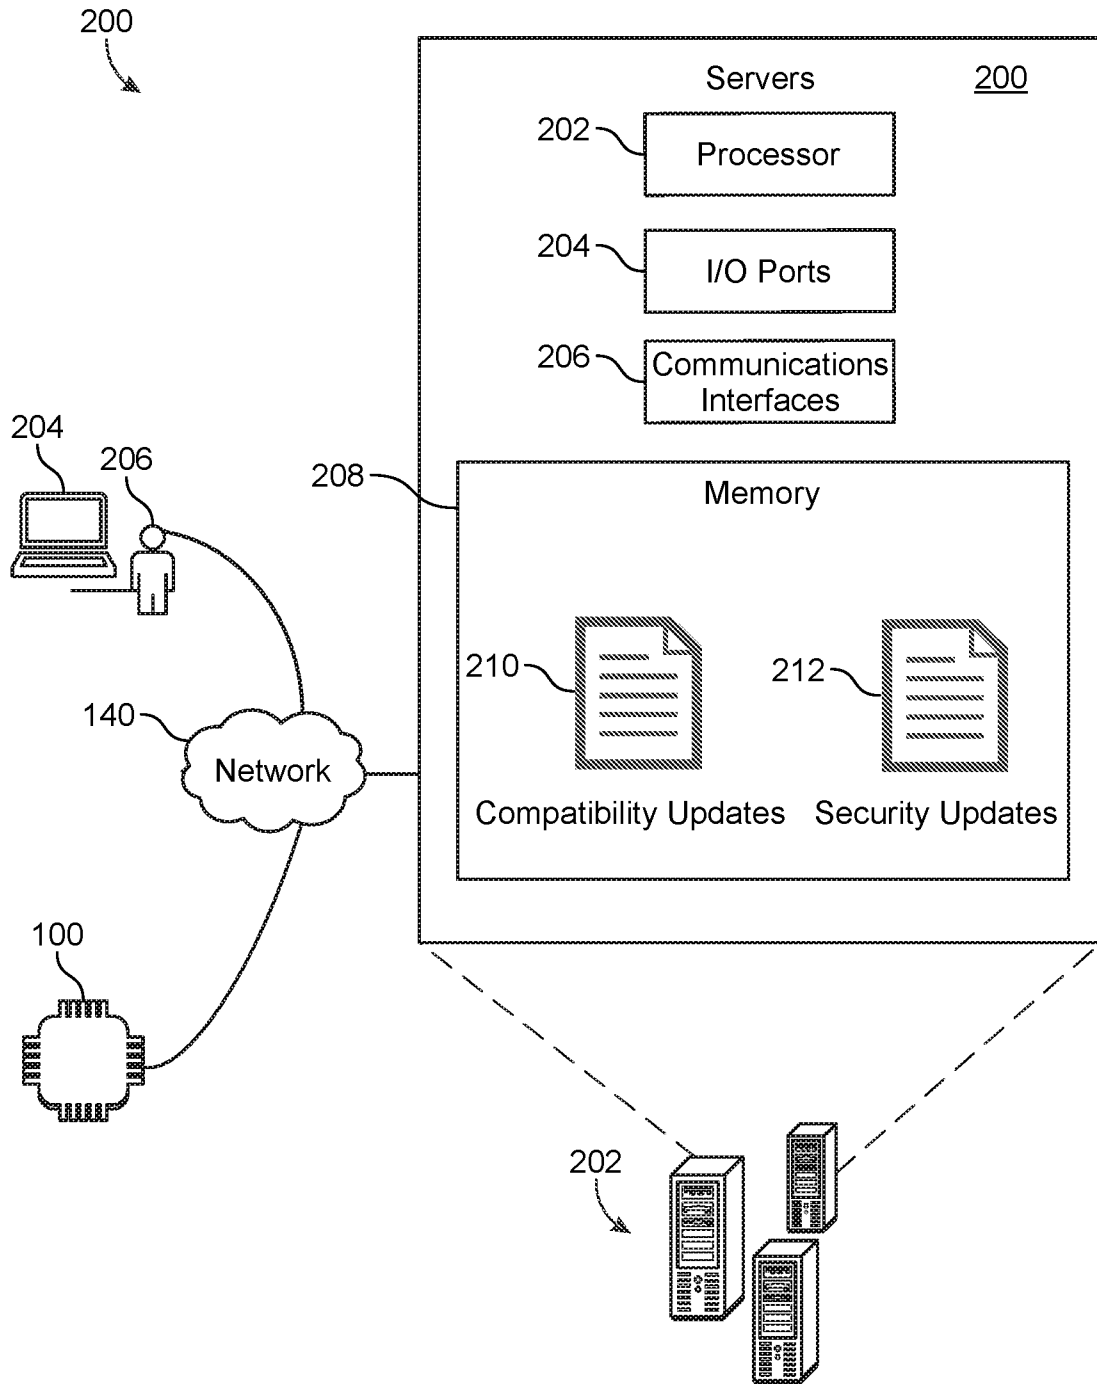 200
Servers
200
202
Processor
204
I/O Ports
206
Communications
Interfaces
204
206
208
Memory
210
212
Compatibility Updates
Security Updates
140
Network
100
202